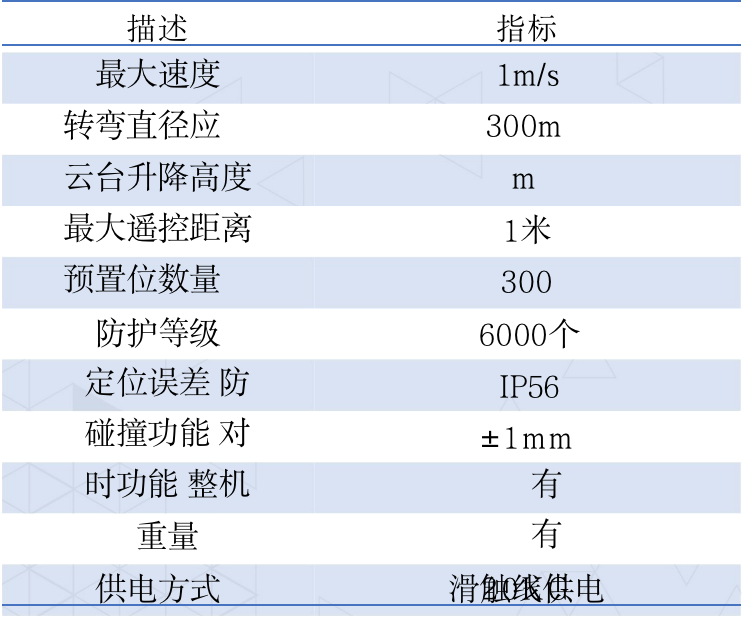 描述 指标
最大速度 1m/s
转弯直径应 300m
云台升降高度 m
最大遥控距离 1米
预置位数量 300
防护等级 6000个
定位误差 防 IP56
碰撞功能 对 ±1mm
时功能 整机 有
重量 有
供电方式 滑触线供电